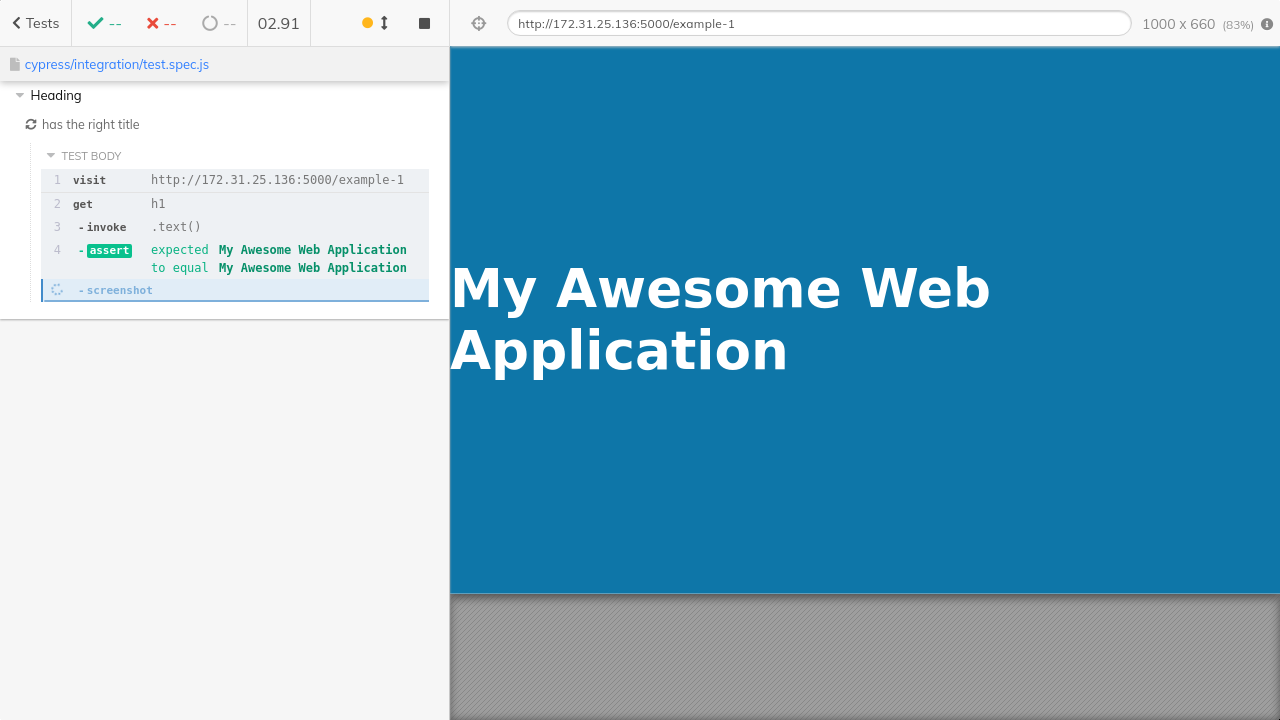 Tests -- -- -- 02.91 http://172.31.25.136:5000/example-1 1000 x 660 (83%)
cypress/integration/test.spec.js
Heading
has the right title
TEST BODY
1 visit http://172.31.25.136:5000/example-1
2 get h1
3 -invoke .text()
4 -assert expected My Awesome Web Application
to equal My Awesome Web Application
-screenshot
My Awesome Web
Application